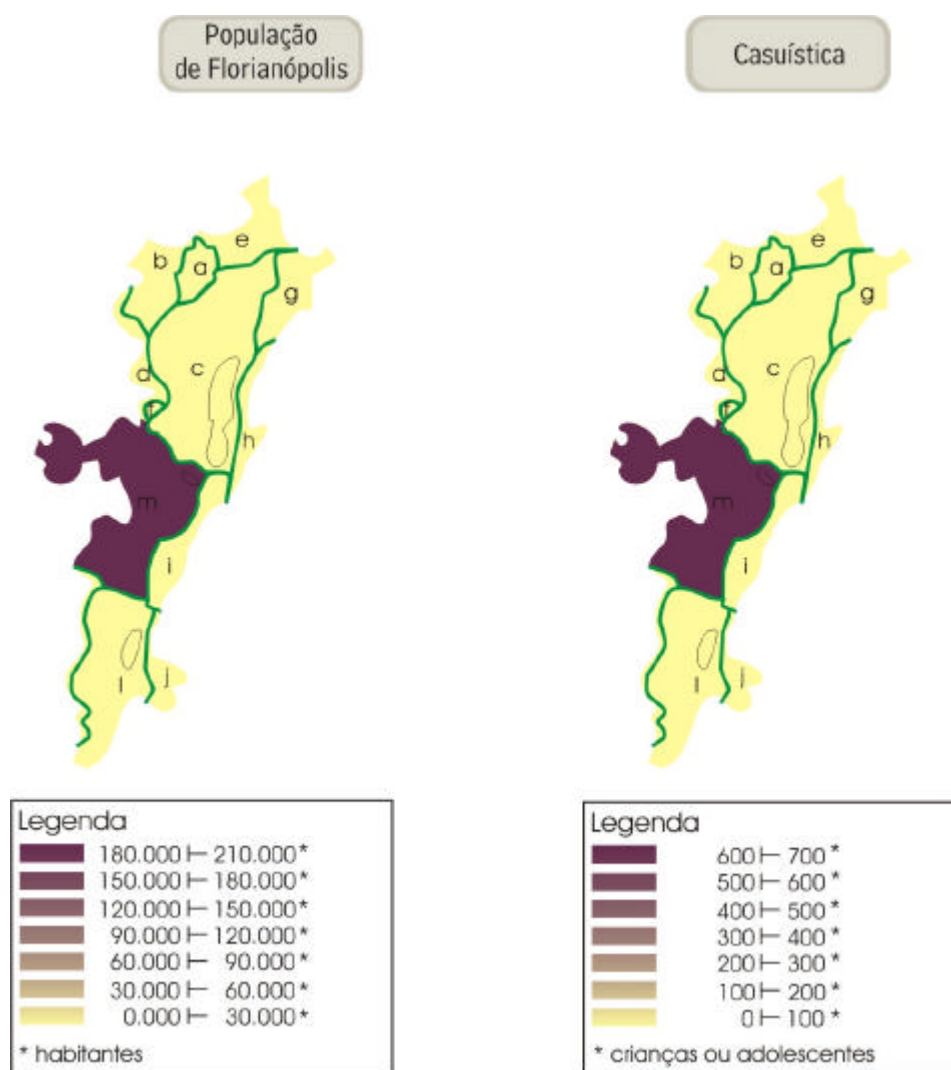 População
de Florianópolis
Casuística
e
b
a
g
c
d
f
h
m
i
l
j
e
b
a
g
c
d
f
h
m
i
l
j
Legenda
180.000 ⊢ 210.000 *
150.000 ⊢ 180.000 *
120.000 ⊢ 150.000 *
90.000 ⊢ 120.000 *
60.000 ⊢ 90.000 *
30.000 ⊢ 60.000 *
0.000 ⊢ 30.000 *
* habitantes
Legenda
600 ⊢ 700 *
500 ⊢ 600 *
400 ⊢ 500 *
300 ⊢ 400 *
200 ⊢ 300 *
100 ⊢ 200 *
0 ⊢ 100 *
* crianças ou adolescentes